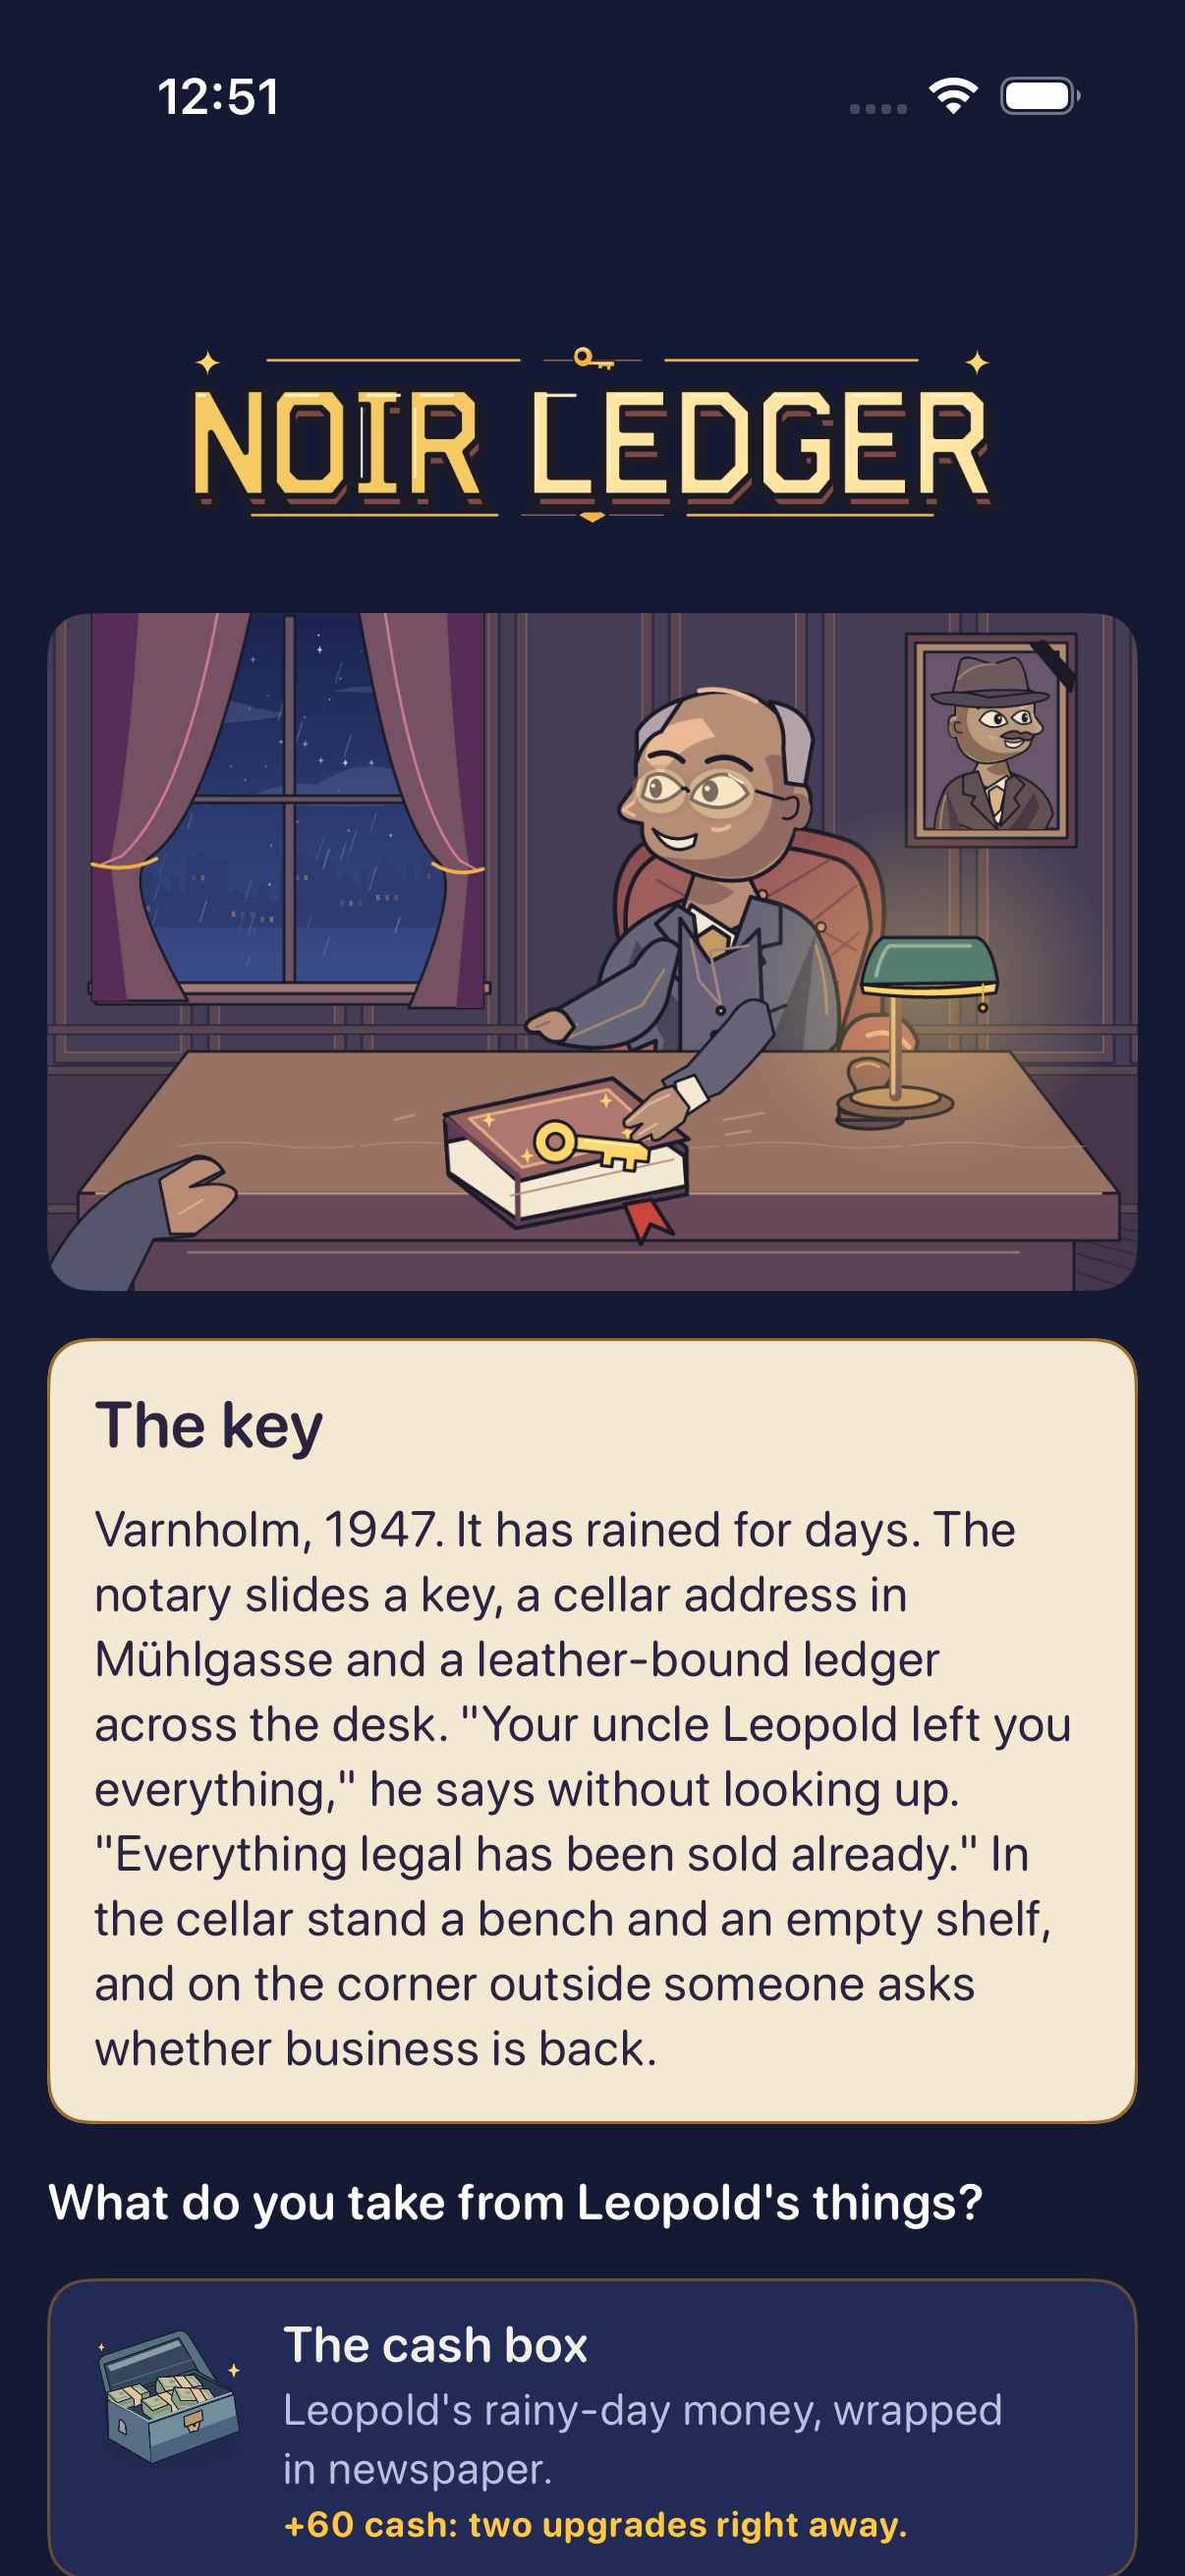 12:51
NOIR LEDGER
The key
Varnholm, 1947. It has rained for days. The
notary slides a key, a cellar address in
Mühlgasse and a leather-bound ledger
across the desk. "Your uncle Leopold left you
everything," he says without looking up.
"Everything legal has been sold already." In
the cellar stand a bench and an empty shelf,
and on the corner outside someone asks
whether business is back.
What do you take from Leopold's things?
The cash box
Leopold's rainy-day money, wrapped
in newspaper.
+60 cash: two upgrades right away.